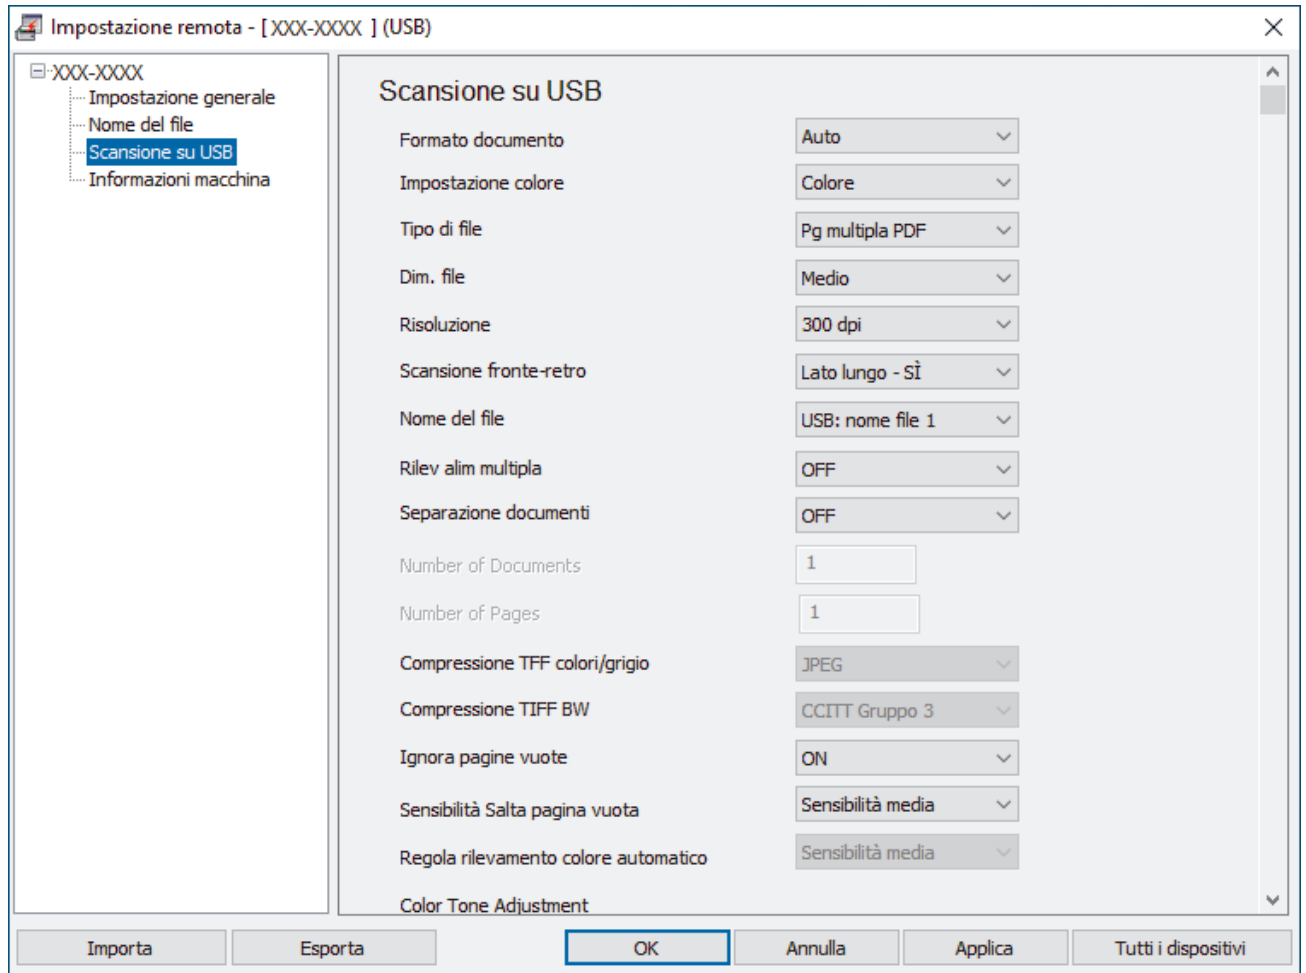 Impostazione remota - [ XXX-XXXX ] (USB)
XXX-XXXX
Impostazione generale
Nome del file
Scansione su USB
Informazioni macchina
Scansione su USB
Formato documento Auto
Impostazione colore Colore
Tipo di file Pg multipla PDF
Dim. file Medio
Risoluzione 300 dpi
Scansione fronte-retro Lato lungo - SÌ
Nome del file USB: nome file 1
Rilev alim multipla OFF
Separazione documenti OFF
Number of Documents 1
Number of Pages 1
Compressione TFF colori/grigio JPEG
Compressione TIFF BW CCITT Gruppo 3
Ignora pagine vuote ON
Sensibilità Salta pagina vuota Sensibilità media
Regola rilevamento colore automatico Sensibilità media
Color Tone Adjustment
Importa Esporta OK Annulla Applica Tutti i dispositivi